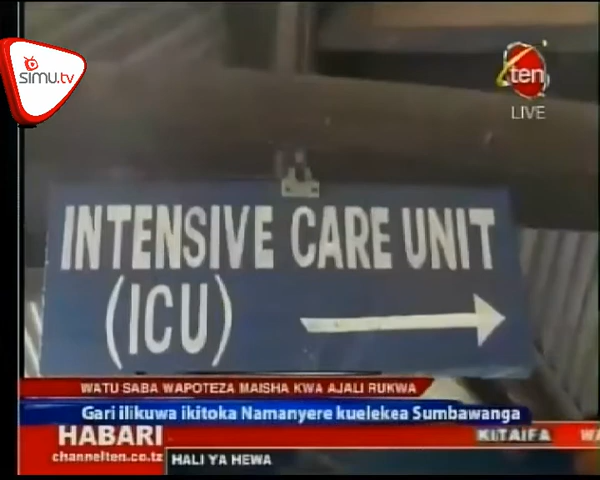 SIMU.tv
ten
LIVE
INTENSIVE CARE UNIT
(ICU)
WATU SABA WAPOTEZA MAISHA KWA AJALI RUKWA
Gari ilikuwa ikitoka Namanyere kuelekea Sumbawanga
HABARI
KITAIFA
channelten.co.tz
HALI YA HEWA